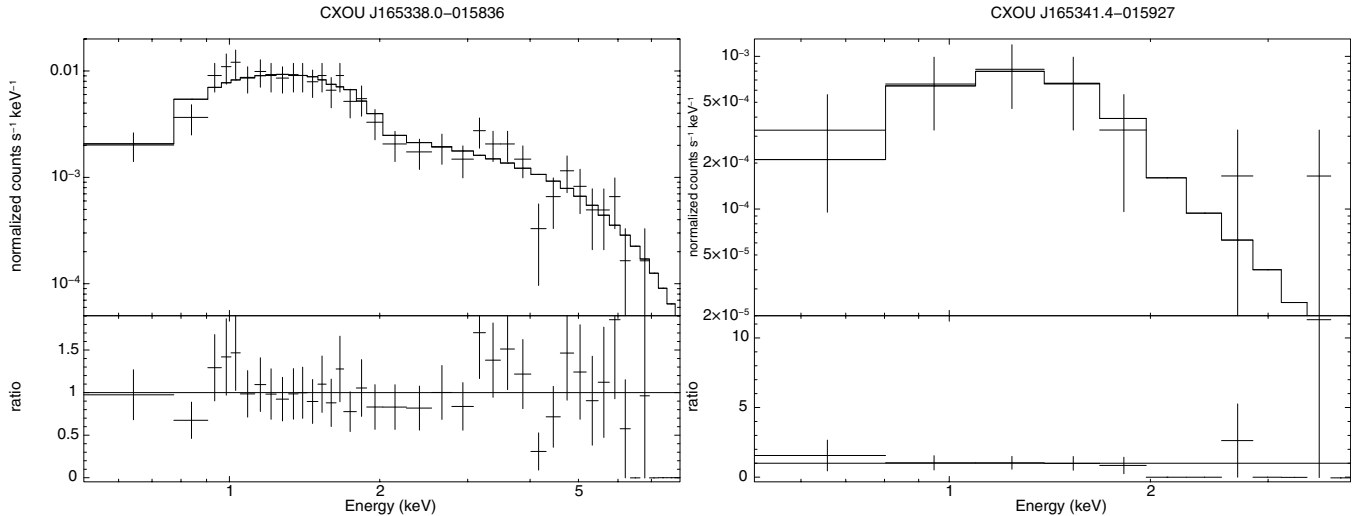 CXOU J165338.0−015836
normalized counts s⁻¹ keV⁻¹
0.01
10⁻³
10⁻⁴
ratio
1.5
1
0.5
0
1
2
5
Energy (keV)
CXOU J165341.4−015927
normalized counts s⁻¹ keV⁻¹
10⁻³
5×10⁻⁴
2×10⁻⁴
10⁻⁴
5×10⁻⁵
2×10⁻⁵
ratio
10
5
0
1
2
Energy (keV)